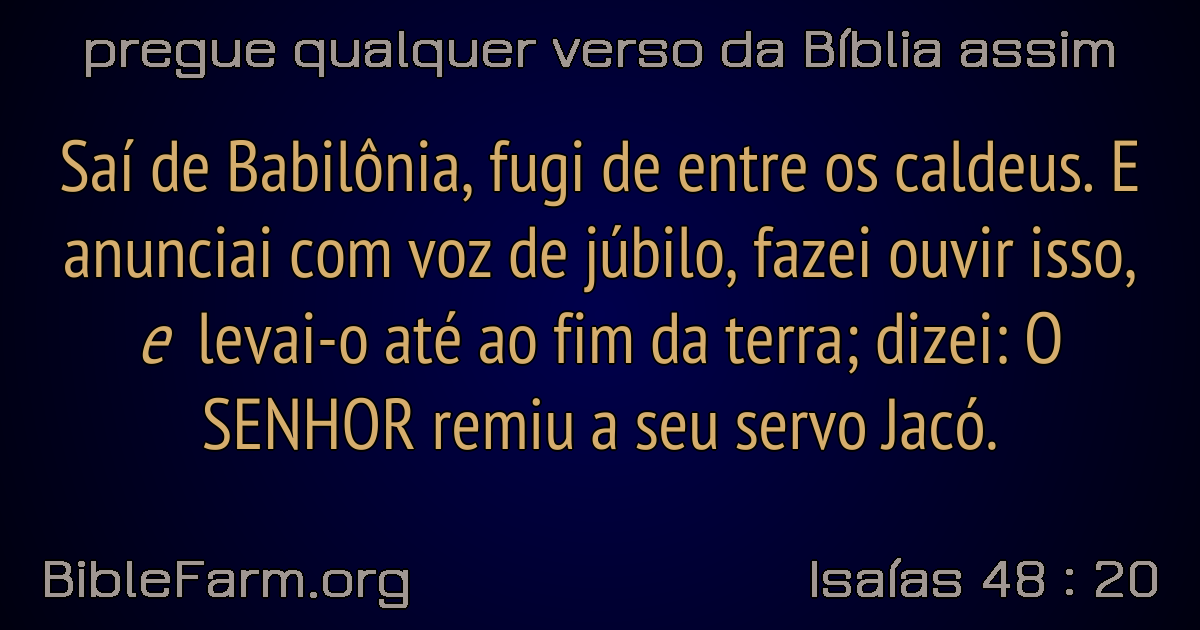 pregue qualquer verso da Bíblia assim
Saí de Babilônia, fugi de entre os caldeus. E
anunciai com voz de júbilo, fazei ouvir isso,
e levai-o até ao fim da terra; dizei: O
SENHOR remiu a seu servo Jacó.
BibleFarm.org
Isaías 48 : 20